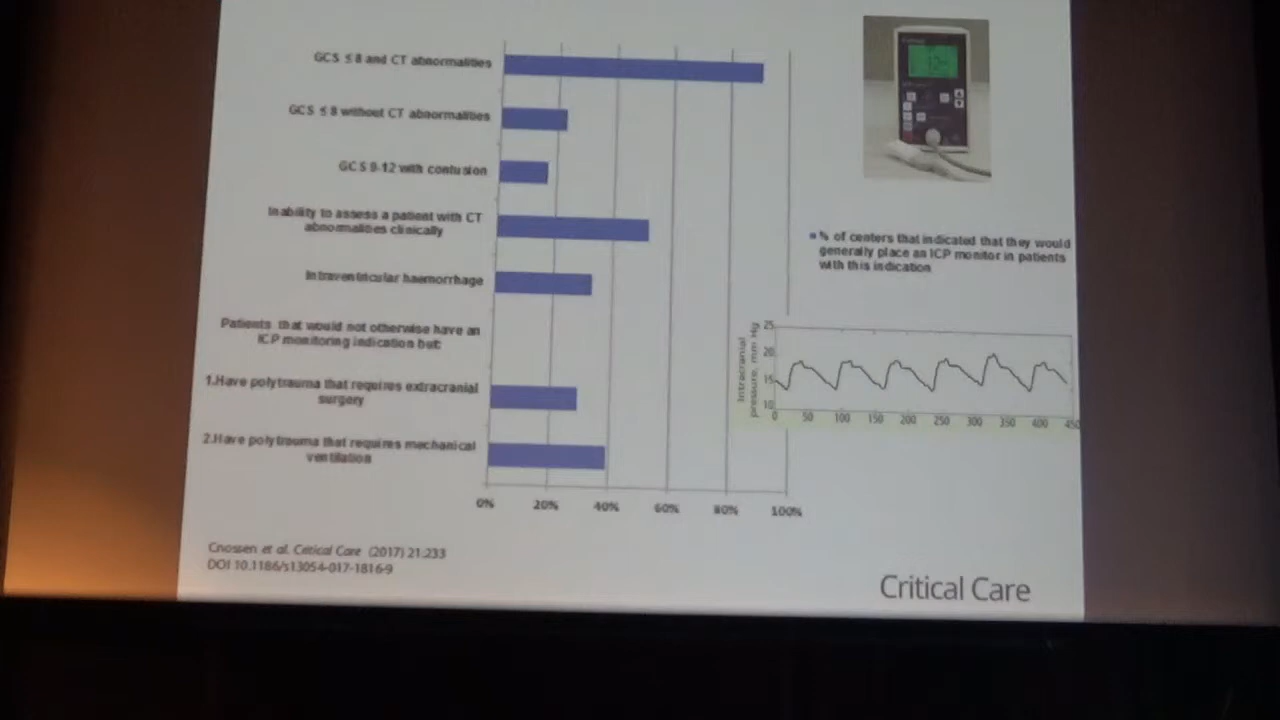 GCS ≤ 8 and CT abnormalities
GCS ≤ 8 without CT abnormalities
GCS 9-12 with contusion
Inability to assess a patient with CT
abnormalities clinically
Intraventricular haemorrhage
Patients that would not otherwise have an
ICP monitoring indication but:
1.Have polytrauma that requires extracranial
surgery
2.Have polytrauma that requires mechanical
ventilation
0% 20% 40% 60% 80% 100%
% of centers that indicated that they would
generally place an ICP monitor in patients
with this indication
Intracranial
pressure, mm Hg
25
20
15
10
0 50 100 150 200 250 300 350 400 450
Cnossen et al. Critical Care (2017) 21:233
DOI 10.1186/s13054-017-1816-9
Critical Care